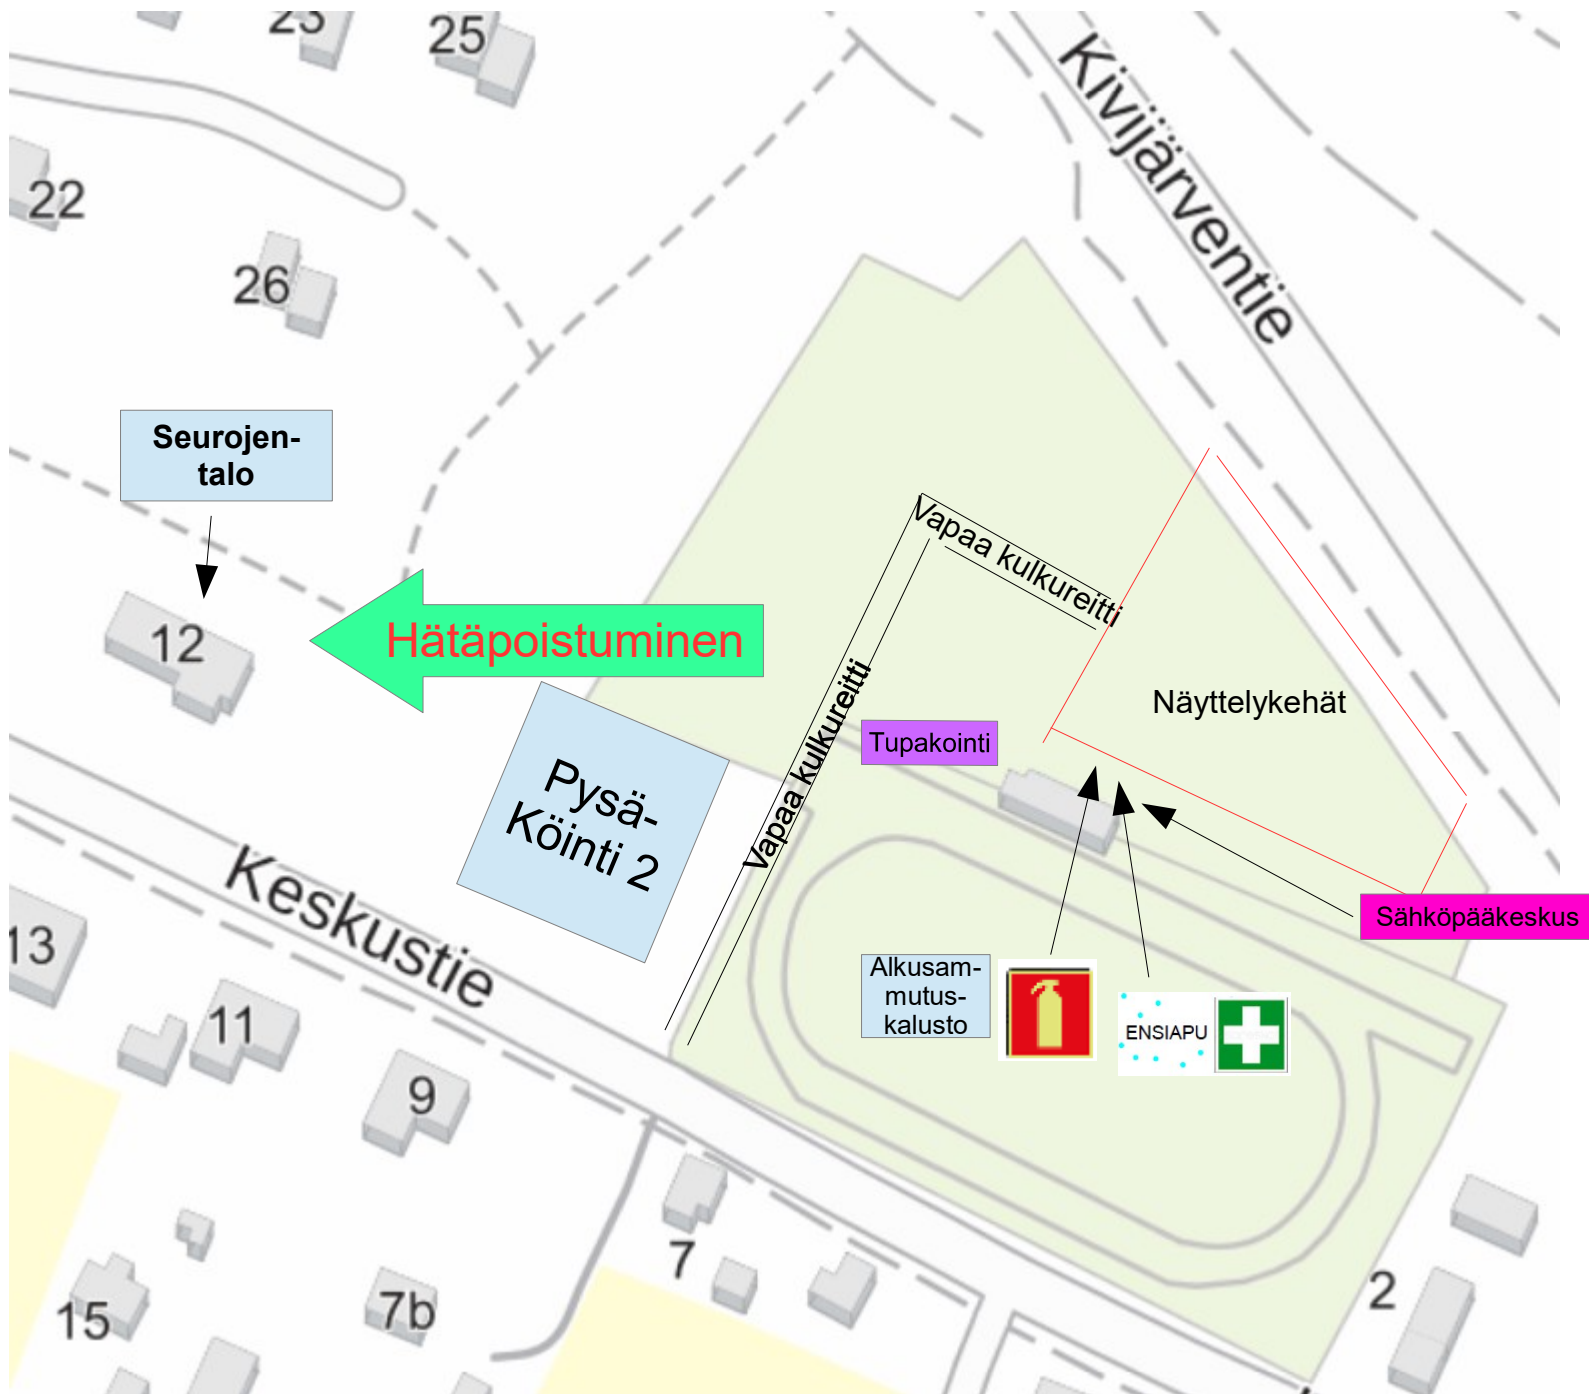 23
25
Kivijärventie
22
26
Seurojen-
talo
Vapaa kulkureitti
12
Hätäpoistuminen
Vapaa kulkureitti
Näyttelykehät
Tupakointi
Pysä-
Köinti 2
Keskustie
Sähköpääkeskus
13
Alkusam-
mutus-
kalusto
ENSIAPU
11
9
7
2
15
7b